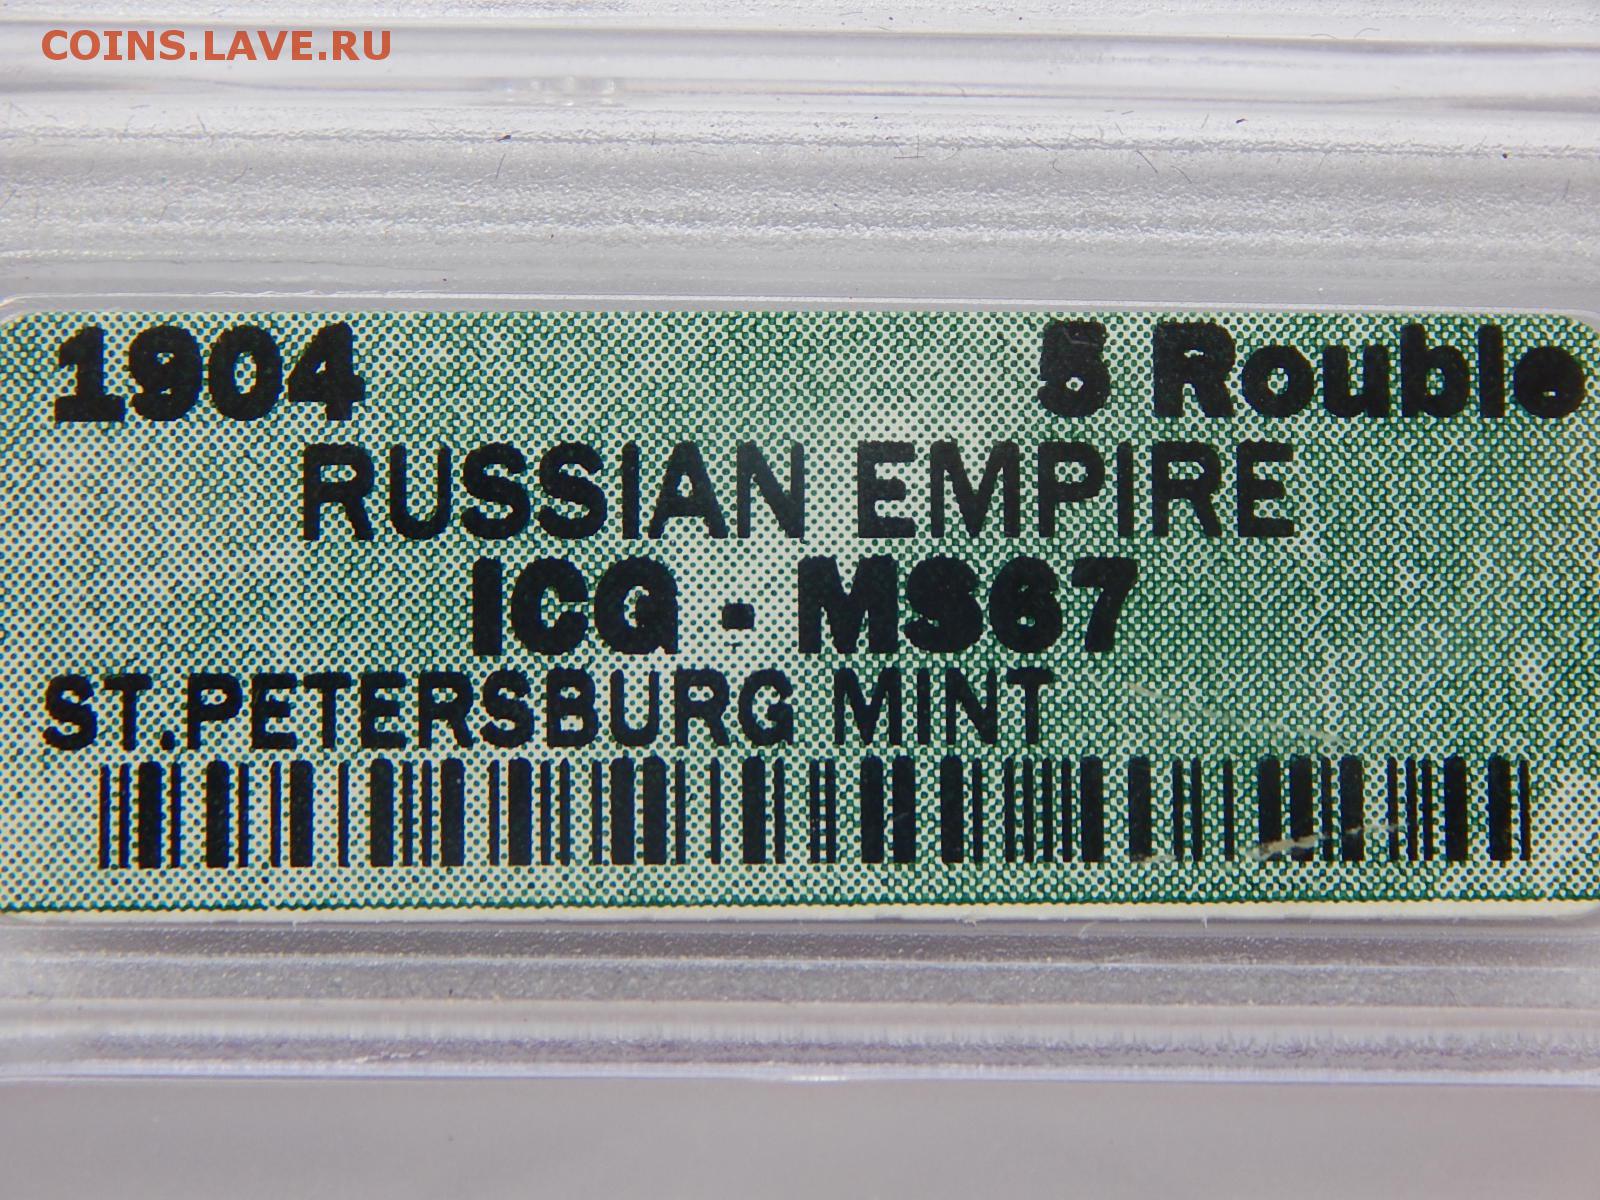 COINS.LAVE.RU
1904 5 Rouble
RUSSIAN EMPIRE
ICG - MS67
ST.PETERSBURG MINT